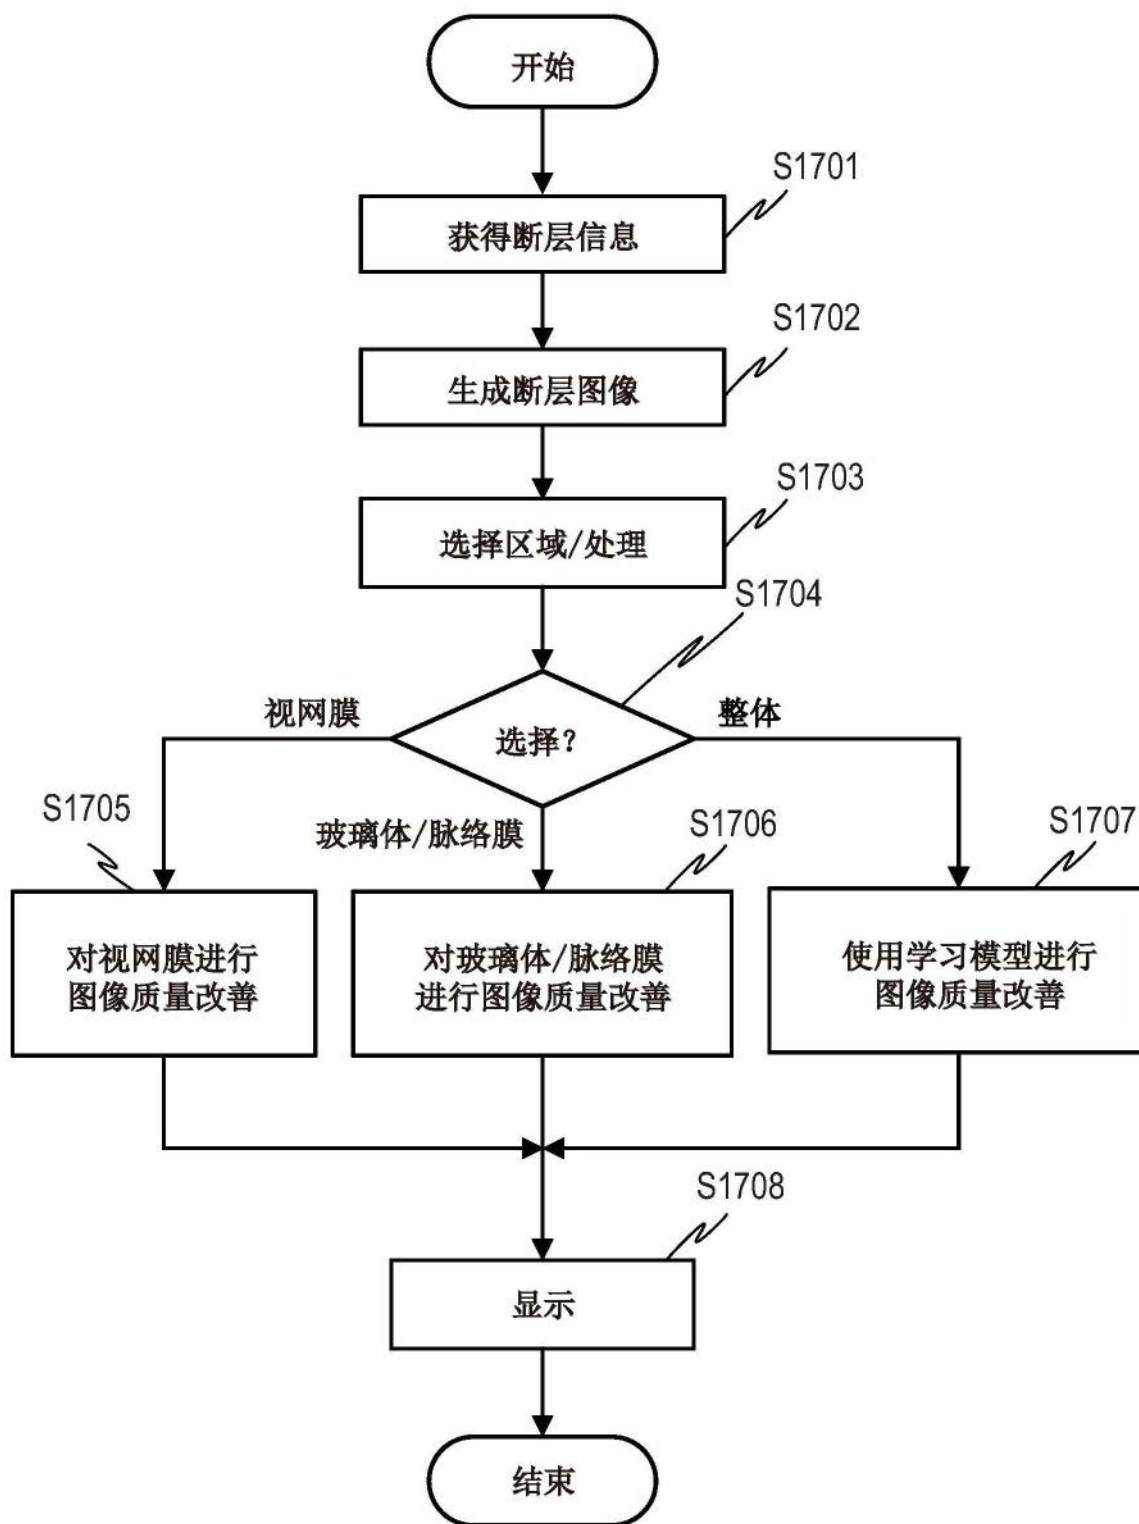 开始
S1701
获得断层信息
S1702
生成断层图像
S1703
选择区域/处理
S1704
视网膜
整体
选择?
S1705
玻璃体/脉络膜
S1706
S1707
对视网膜进行
图像质量改善
对玻璃体/脉络膜
进行图像质量改善
使用学习模型进行
图像质量改善
S1708
显示
结束